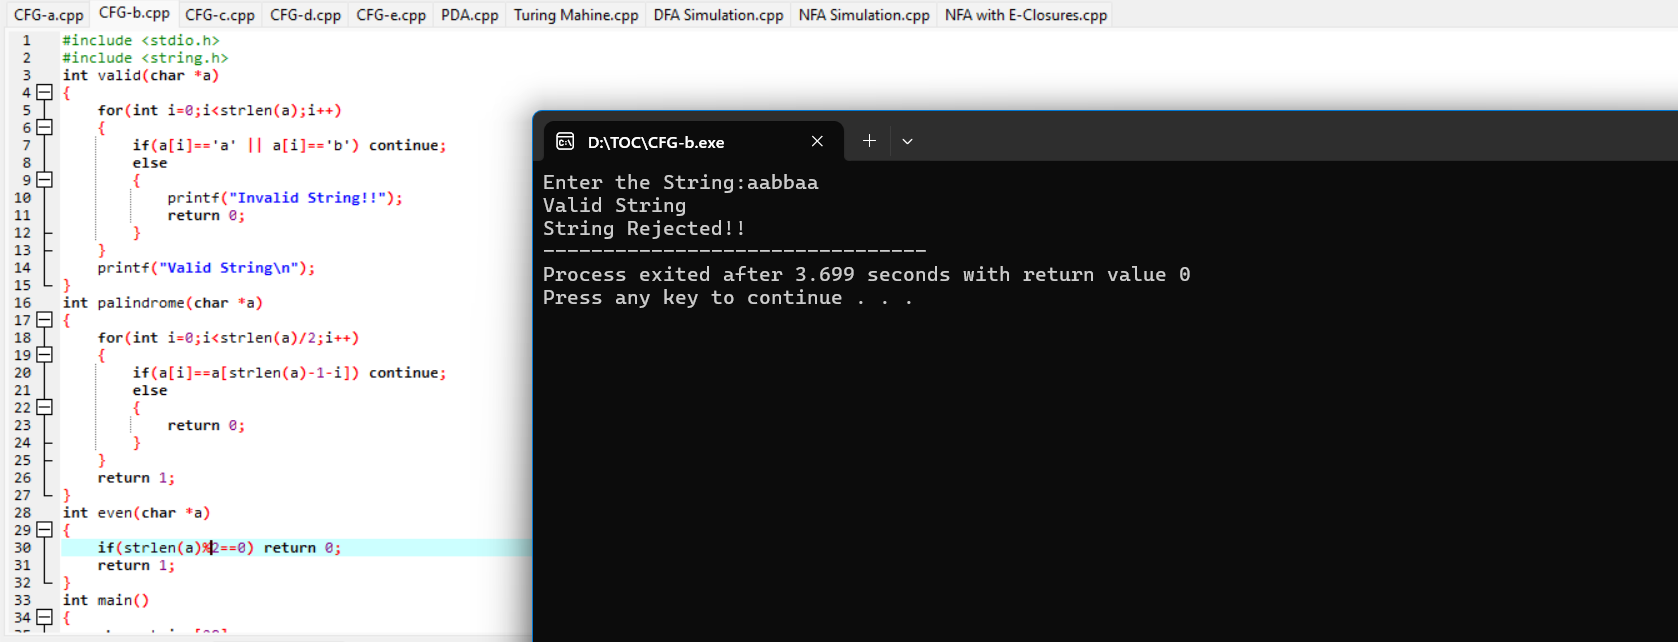 CFG-a.cpp CFG-b.cpp CFG-c.cpp CFG-d.cpp CFG-e.cpp PDA.cpp Turing Mahine.cpp DFA Simulation.cpp NFA Simulation.cpp NFA with E-Closures.cpp
1 #include <stdio.h>
2 #include <string.h>
3 int valid(char *a)
4 {
5 for(int i=0;i<strlen(a);i++)
6 {
7 if(a[i]=='a' || a[i]=='b') continue;
8 else
9 {
10 printf("Invalid String!!");
11 return 0;
12 }
13 }
14 printf("Valid String\n");
15 }
16 int palindrome(char *a)
17 {
18 for(int i=0;i<strlen(a)/2;i++)
19 {
20 if(a[i]==a[strlen(a)-1-i]) continue;
21 else
22 {
23 return 0;
24 }
25 }
26 return 1;
27 }
28 int even(char *a)
29 {
30 if(strlen(a)%2==0) return 0;
31 return 1;
32 }
33 int main()
34 {
D:\TOC\CFG-b.exe
Enter the String:aabbaa
Valid String
String Rejected!!
--------------------------------
Process exited after 3.699 seconds with return value 0
Press any key to continue . . .